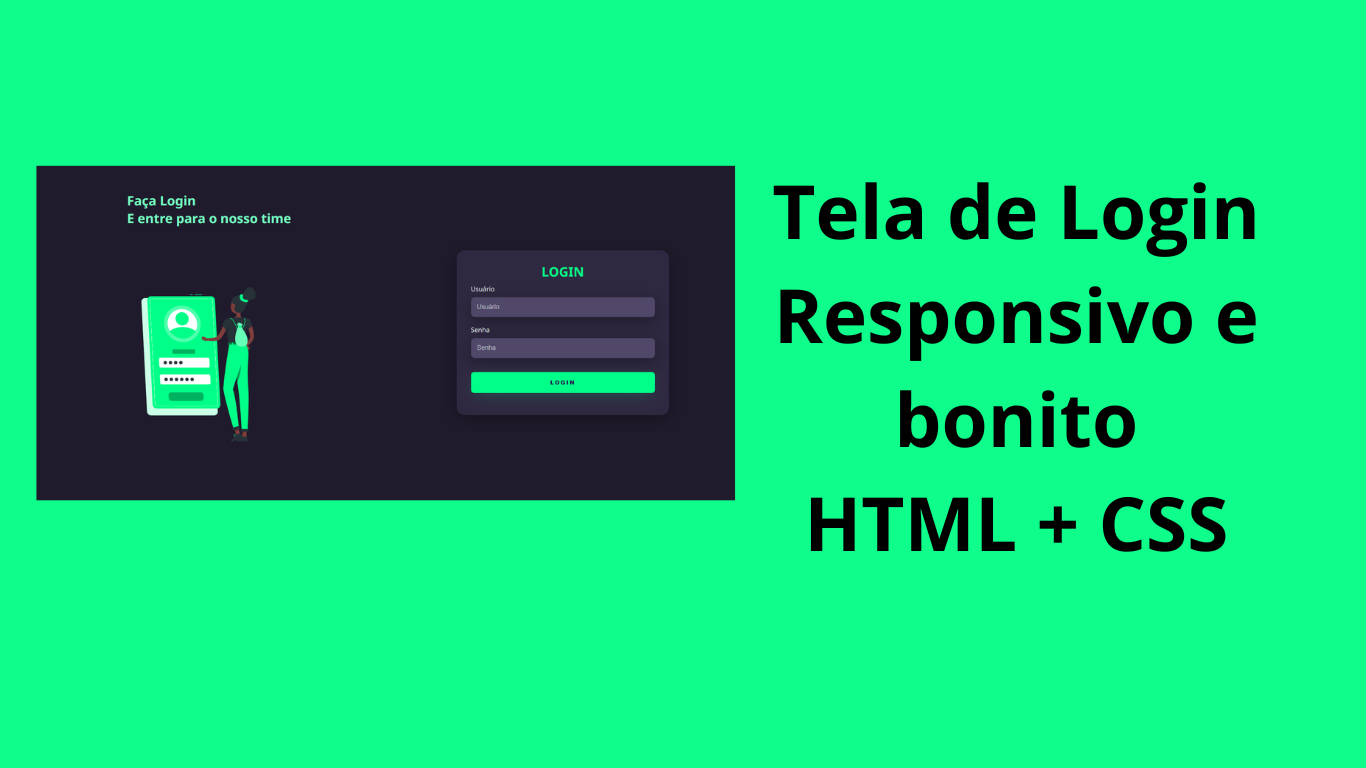 Faça Login
E entre para o nosso time
LOGIN
Usuário
Usuário
Senha
Senha
LOGIN
Tela de Login
Responsivo e
bonito
HTML + CSS